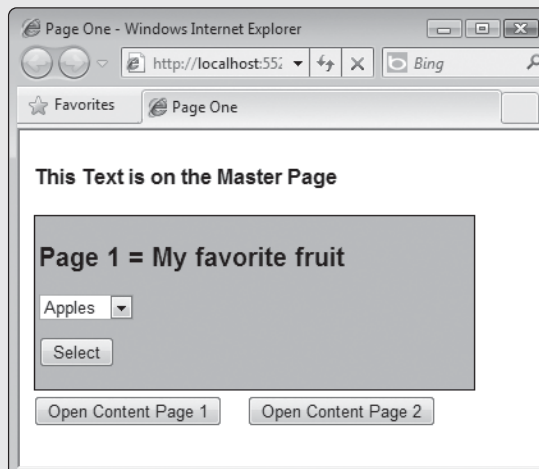 Page One - Windows Internet Explorer
http://localhost:552
Bing
Favorites
Page One
This Text is on the Master Page
Page 1 = My favorite fruit
Apples
Select
Open Content Page 1 Open Content Page 2